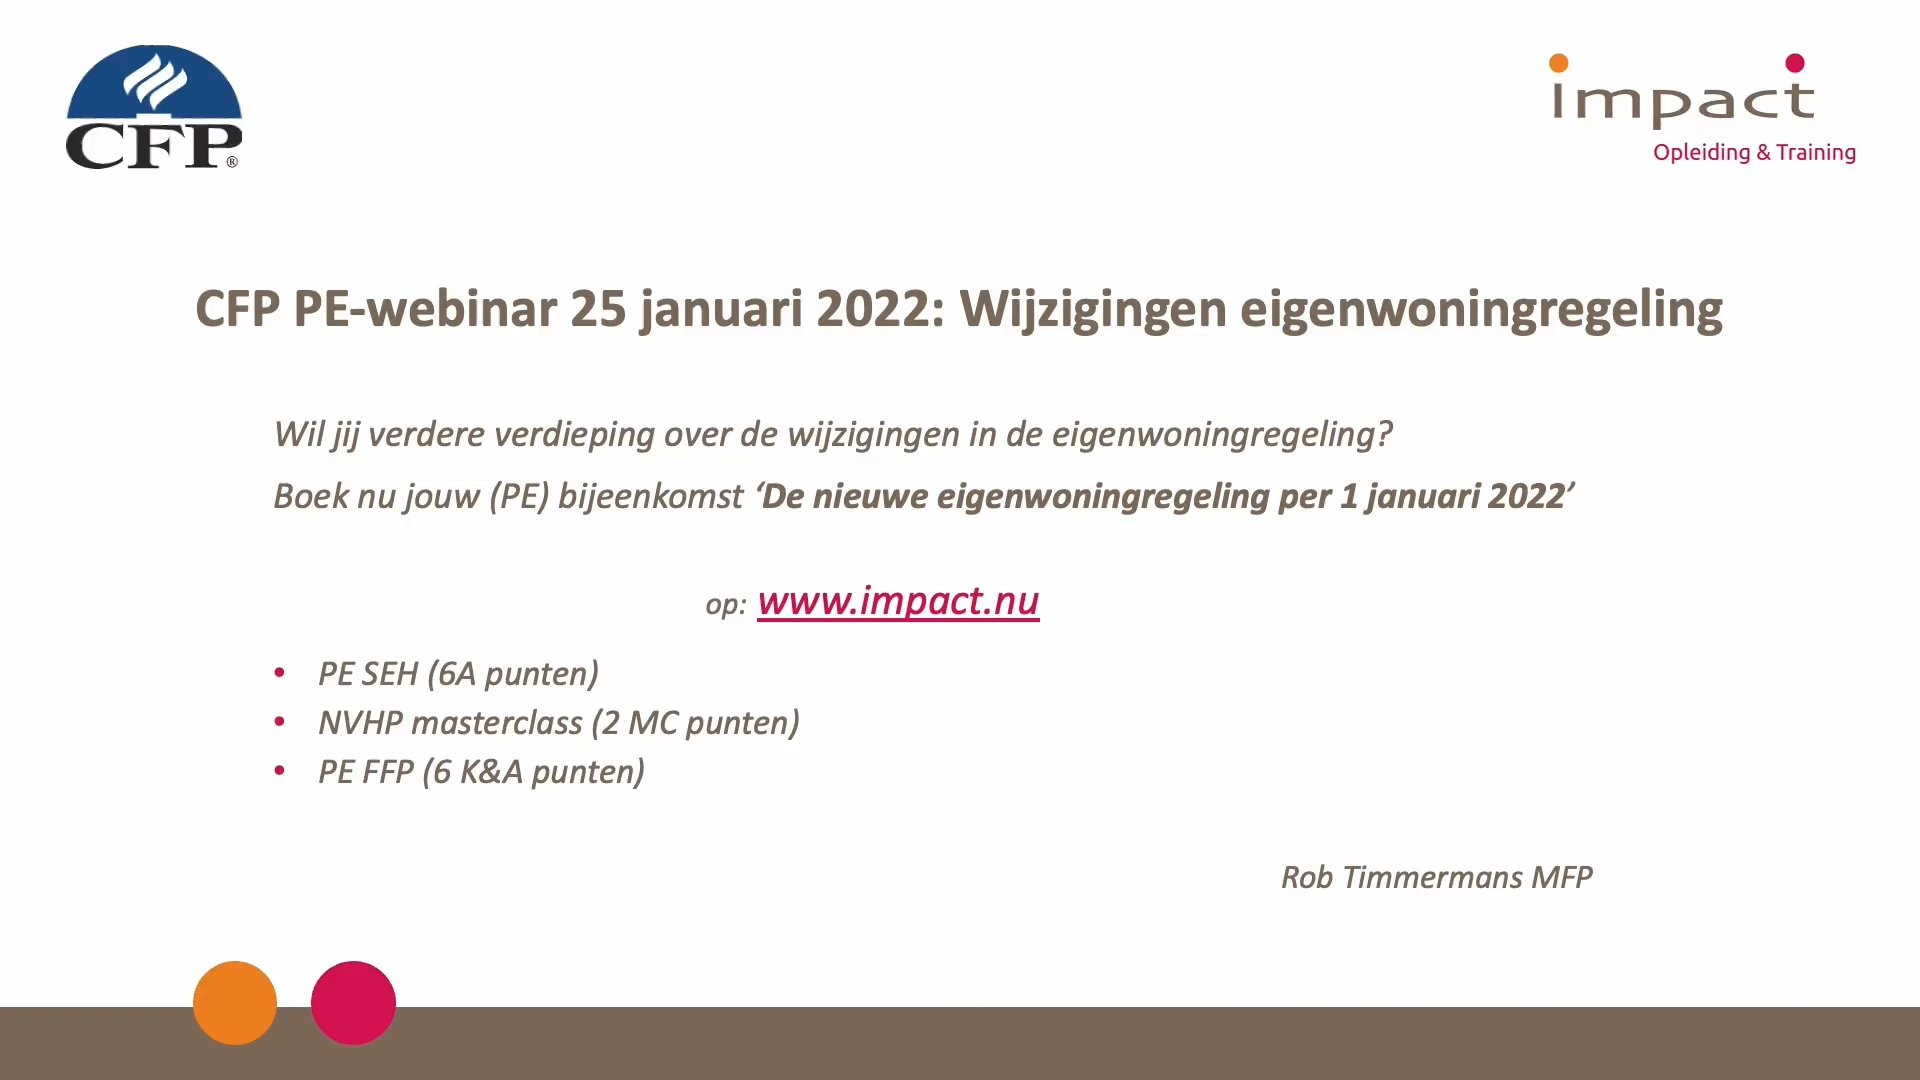 CFP®
impact
Opleiding & Training
CFP PE-webinar 25 januari 2022: Wijzigingen eigenwoningregeling
Wil jij verdere verdieping over de wijzigingen in de eigenwoningregeling?
Boek nu jouw (PE) bijeenkomst ‘De nieuwe eigenwoningregeling per 1 januari 2022’
op: www.impact.nu
• PE SEH (6A punten)
• NVHP masterclass (2 MC punten)
• PE FFP (6 K&A punten)
Rob Timmermans MFP